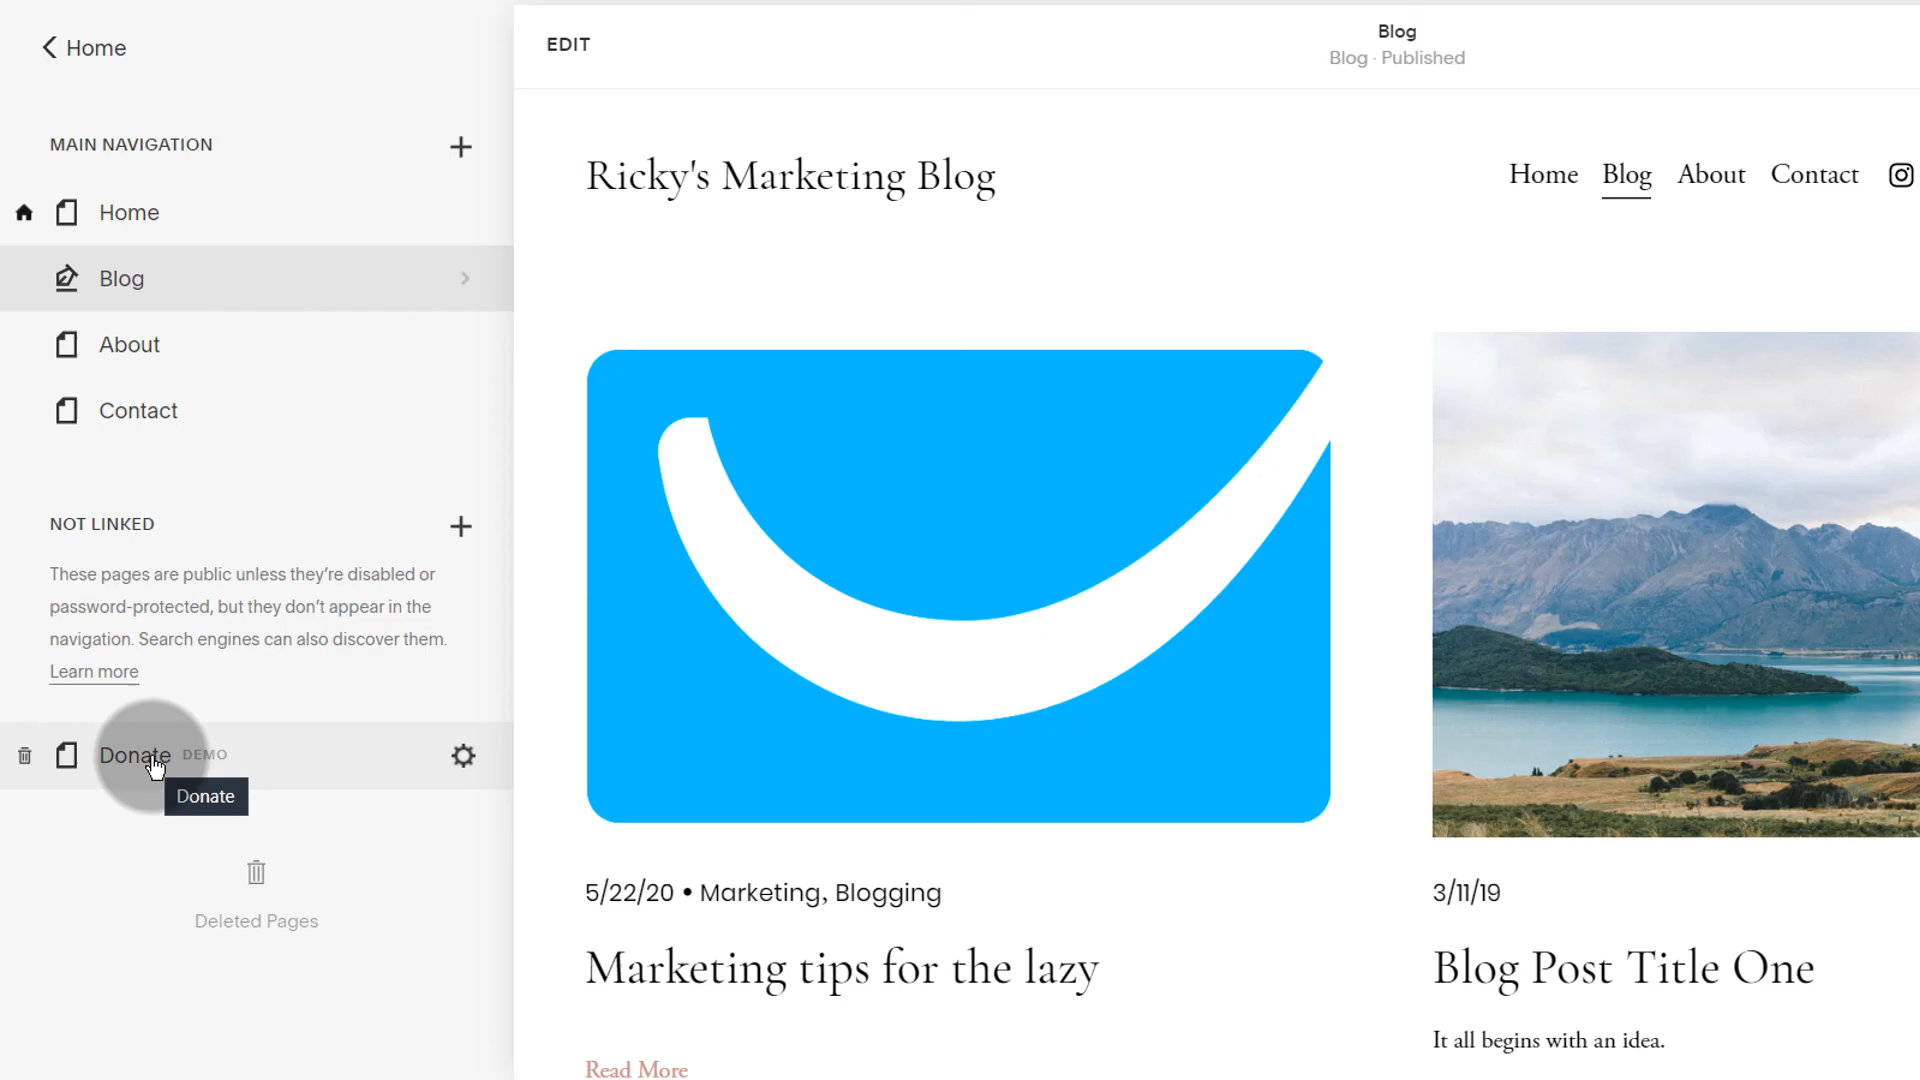 Home
MAIN NAVIGATION
Home
Blog
About
Contact
NOT LINKED
These pages are public unless they’re disabled or
password-protected, but they don’t appear in the
navigation. Search engines can also discover them.
Learn more
Donate DEMO
Donate
Deleted Pages
EDIT
Blog
Blog · Published
Ricky's Marketing Blog
Home Blog About Contact
5/22/20 • Marketing, Blogging
Marketing tips for the lazy
Read More
3/11/19
Blog Post Title One
It all begins with an idea.